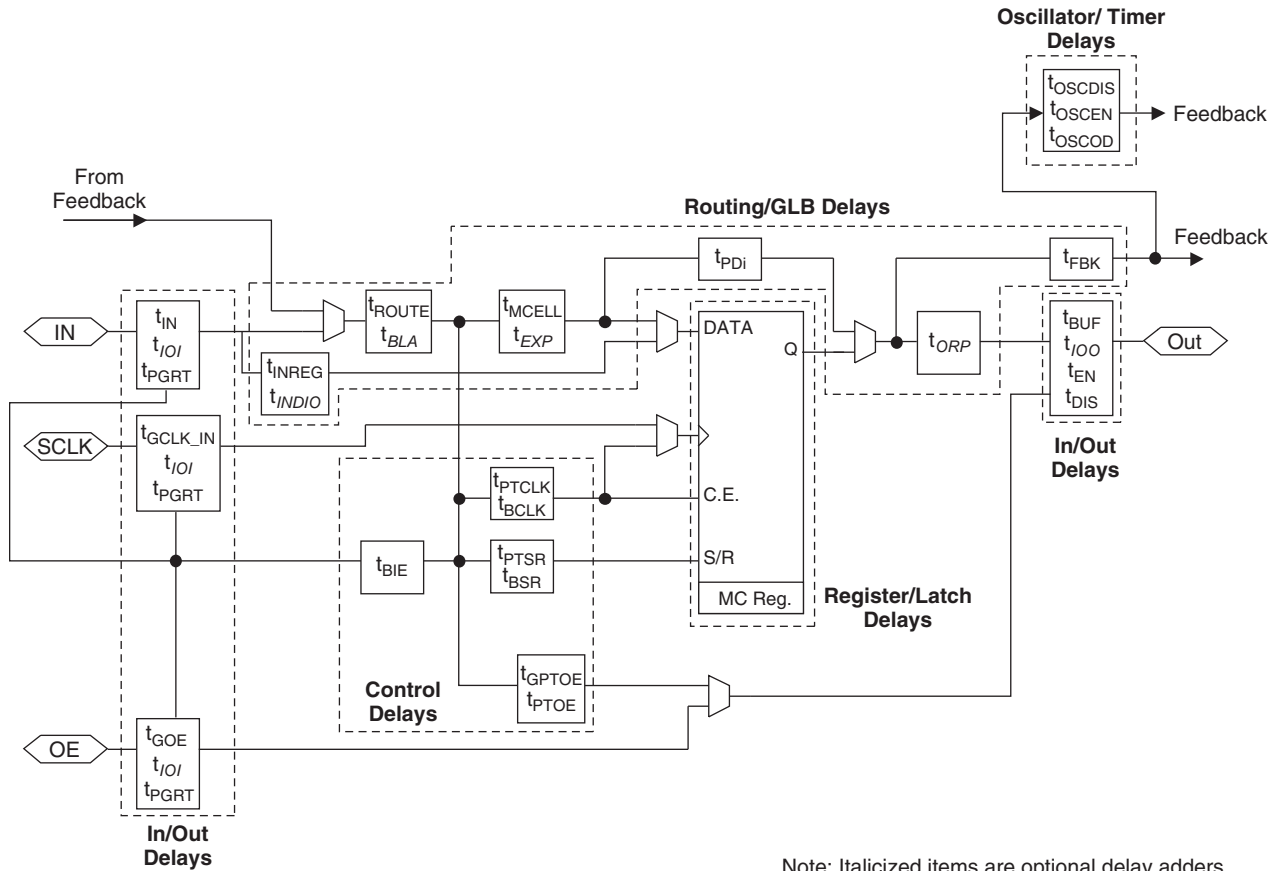 Oscillator/ Timer
Delays
tOSCDIS
tOSCEN
tOSCOD
Feedback
From
Feedback
Routing/GLB Delays
Feedback
tPDi
tFBK
IN
tIN
tIOI
tPGRT
tROUTE
tBLA
tMCELL
tEXP
DATA
Q
tORP
tBUF
tIOO
tEN
tDIS
Out
tINREG
tINDIO
SCLK
tGCLK_IN
tIOI
tPGRT
In/Out
Delays
tPTCLK
tBCLK
C.E.
tBIE
tPTSR
tBSR
S/R
MC Reg.
Register/Latch
Delays
Control
Delays
tGPTOE
tPTOE
OE
tGOE
tIOI
tPGRT
In/Out
Delays
Note: Italicized items are optional delay adders